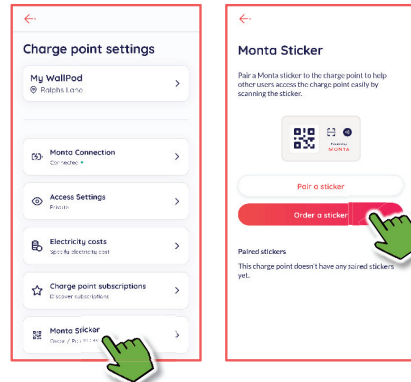 Charge point settings
My WallPod
Ralphs Lane
Monta Connection
Connected
Access Settings
Private
Electricity costs
Specify electricity cost
Charge point subscriptions
Discover subscriptions
Monta Sticker
Monta Sticker
Pair a Monta sticker to the charge point to help
other users access the charge point easily by
scanning the sticker.
MONTA
Pair a sticker
Order a sticker
Paired stickers
This charge point doesn't have any paired stickers
yet.